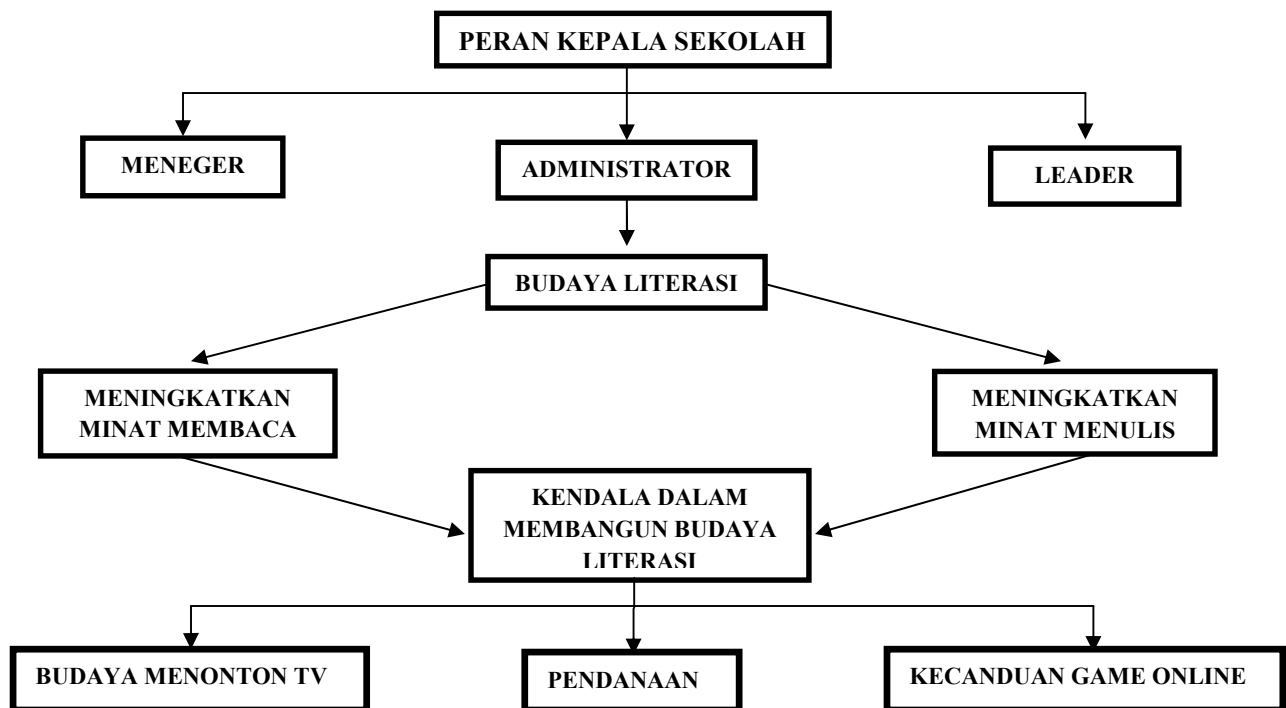 PERAN KEPALA SEKOLAH
MENEGER
ADMINISTRATOR
LEADER
BUDAYA LITERASI
MENINGKATKAN
MINAT MEMBACA
MENINGKATKAN
MINAT MENULIS
KENDALA DALAM
MEMBANGUN BUDAYA
LITERASI
BUDAYA MENONTON TV
PENDANAAN
KECANDUAN GAME ONLINE